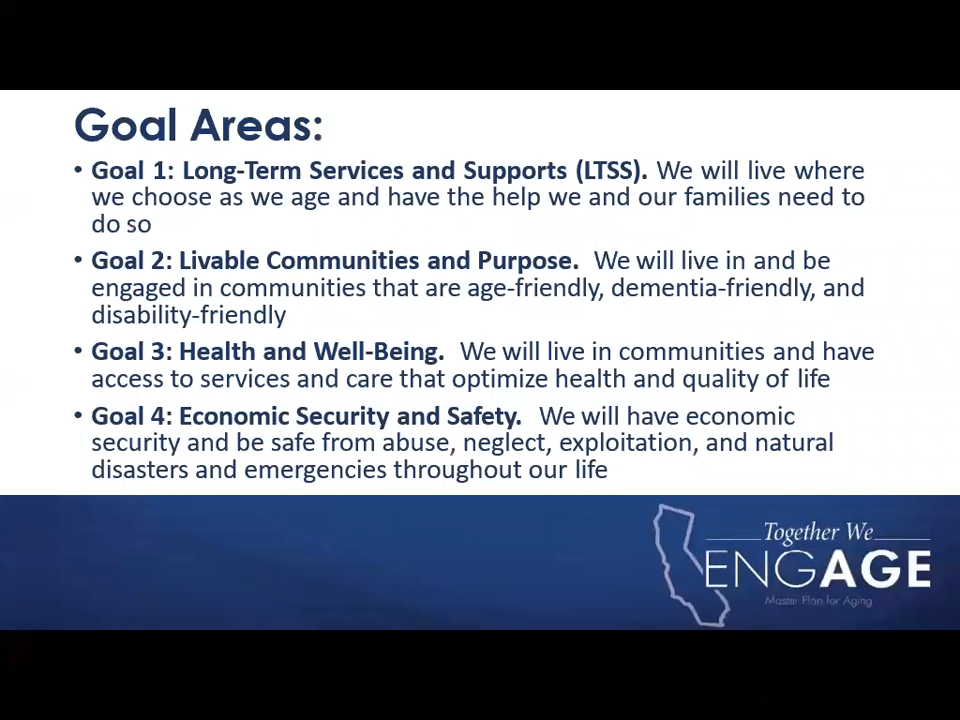 Goal Areas:
• Goal 1: Long-Term Services and Supports (LTSS). We will live where
we choose as we age and have the help we and our families need to
do so
• Goal 2: Livable Communities and Purpose. We will live in and be
engaged in communities that are age-friendly, dementia-friendly, and
disability-friendly
• Goal 3: Health and Well-Being. We will live in communities and have
access to services and care that optimize health and quality of life
• Goal 4: Economic Security and Safety. We will have economic
security and be safe from abuse, neglect, exploitation, and natural
disasters and emergencies throughout our life
Together We
ENGAGE
Master Plan for Aging